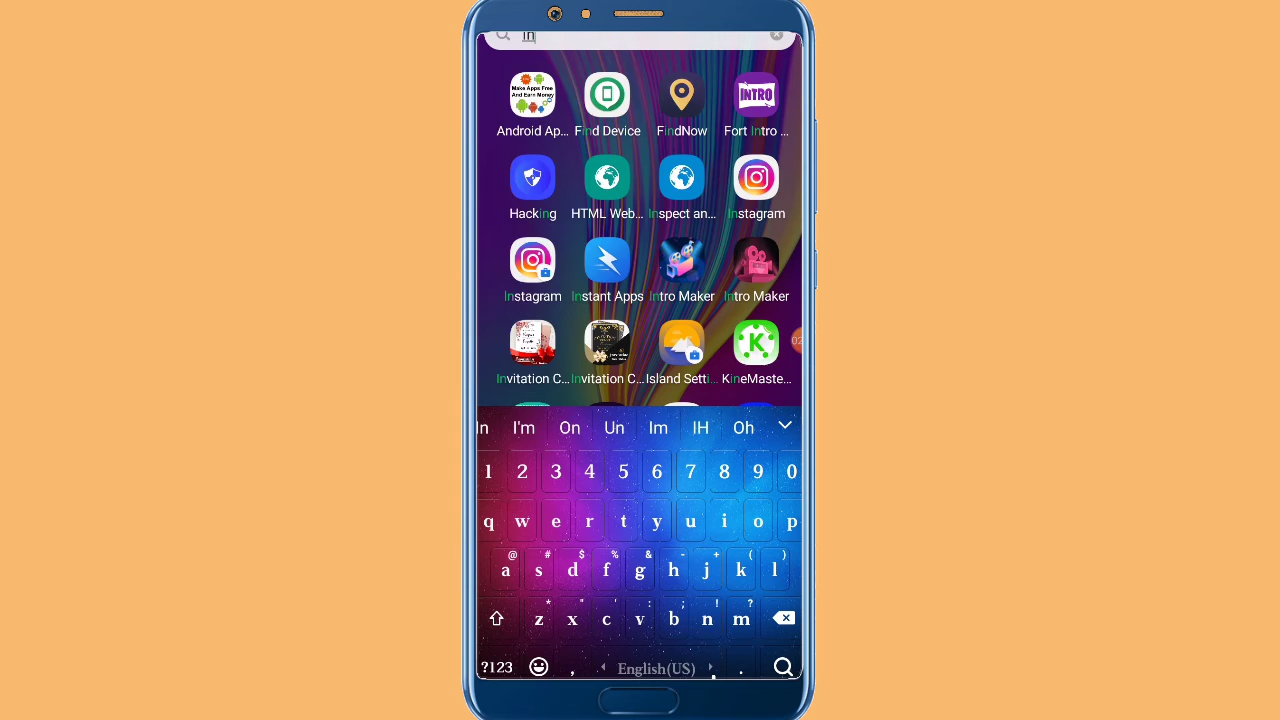 In
Make Apps Free
And Earn Money
INTRO
Android Ap... Find Device FindNow Fort Intro ...
Hacking HTML Web... Inspect an... Instagram
Instagram Instant Apps Intro Maker Intro Maker
Invitation C... Invitation C... Island Setti... KineMaste...
K
02
In I'm On Un Im IH Oh
1 2 3 4 5 6 7 8 9 0
q w e r t y u i o p
@ # $ % & - + ( )
a s d f g h j k l
* " ' : ; ! ?
z x c v b n m
?123 , English(US) .